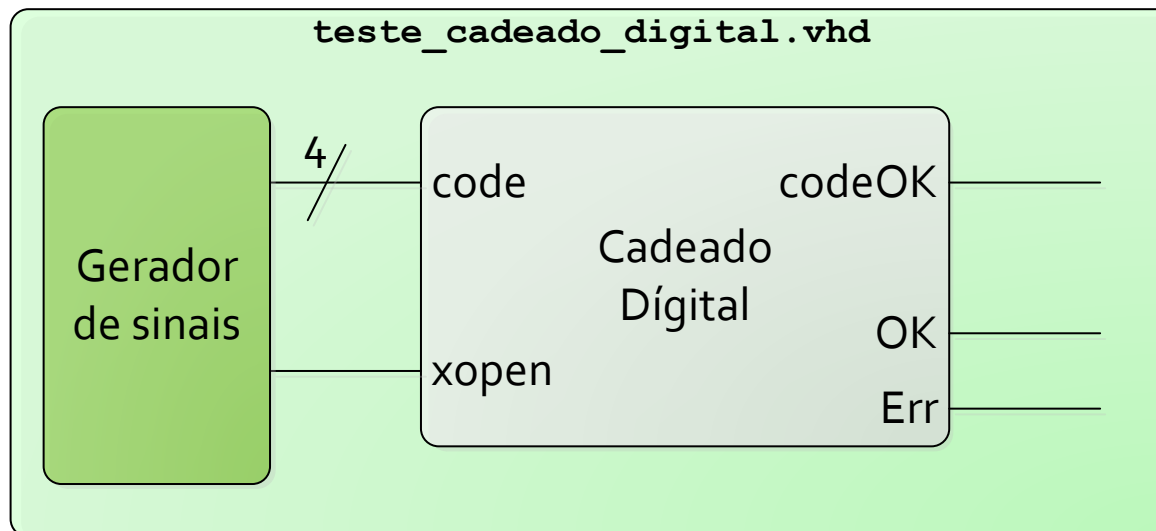 teste_cadeado_digital.vhd
Gerador
de sinais
4
code
xopen
Cadeado
Dígital
codeOK
OK
Err